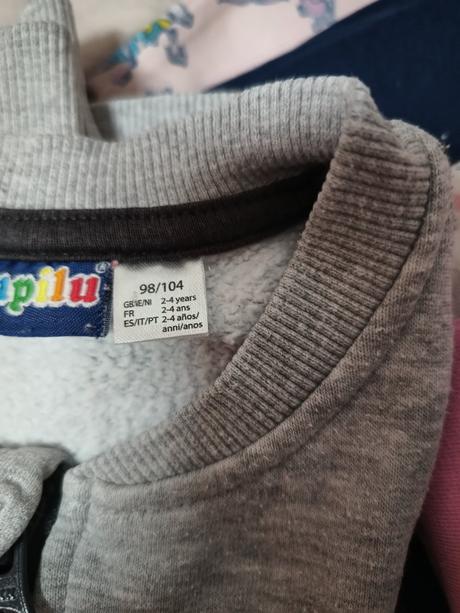 upilu®
98/104
GB/IE/NI 2-4 years
FR 2-4 ans
ES/IT/PT 2-4 años/
anni/anos